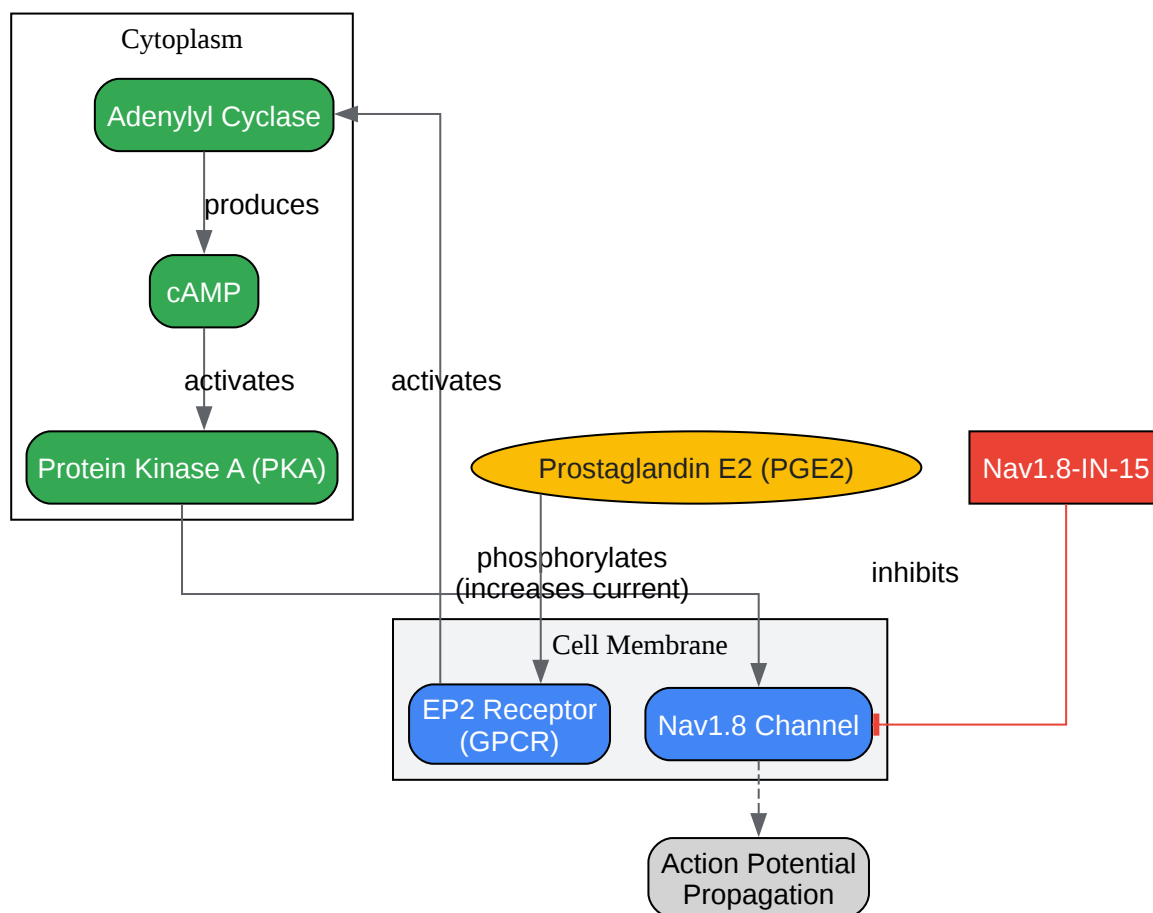 Cytoplasm
Adenylyl Cyclase
produces
cAMP
activates
activates
Protein Kinase A (PKA)
Prostaglandin E2 (PGE2)
Nav1.8-IN-15
phosphorylates
(increases current)
inhibits
Cell Membrane
EP2 Receptor
(GPCR)
Nav1.8 Channel
Action Potential
Propagation